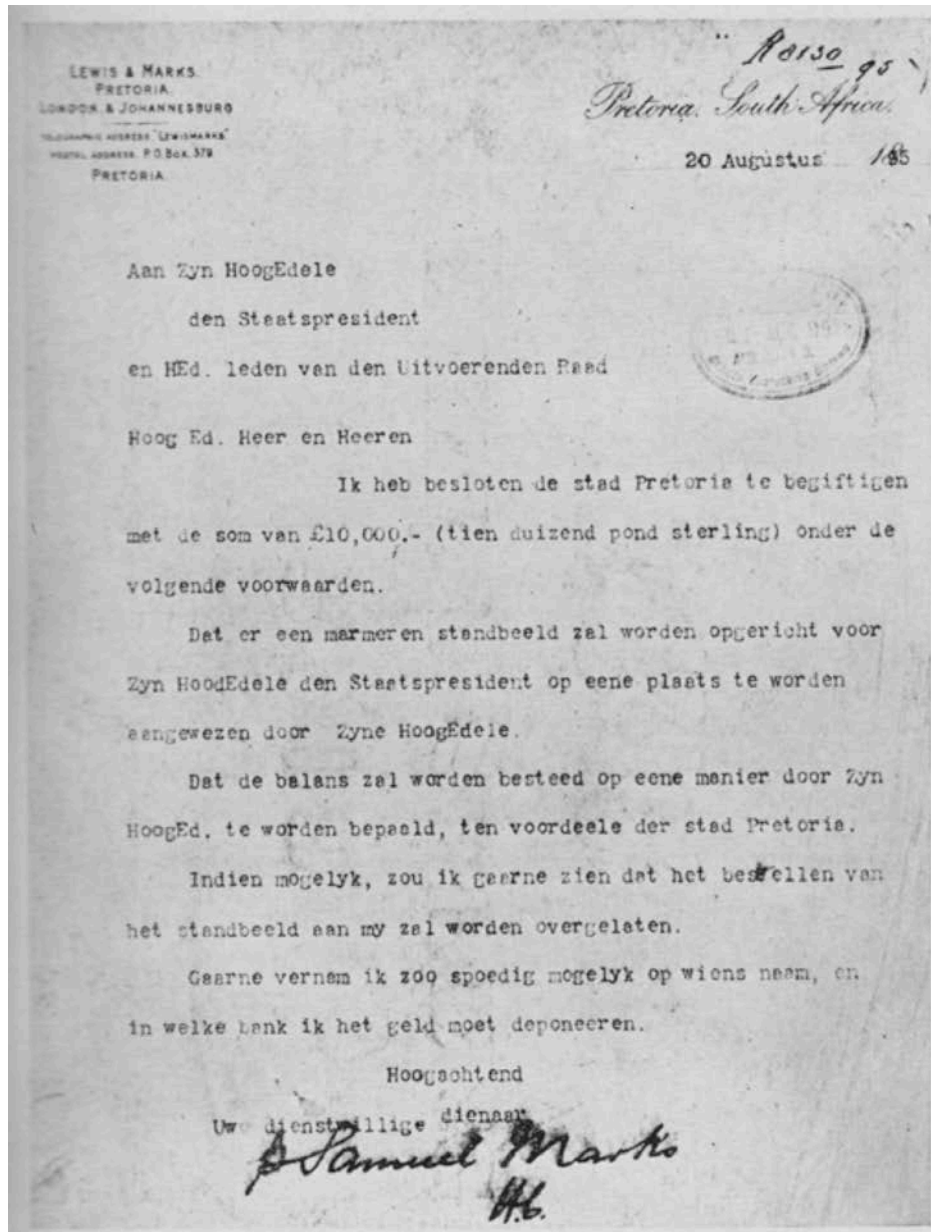 R 8130 95
LEWIS & MARKS.
PRETORIA.
LONDON & JOHANNESBURG
TELEGRAPHIC ADDRESS "LEWISMARKS"
POSTAL ADDRESS. P.O. BOX. 379
PRETORIA.
Pretoria. South Africa.
20 Augustus 1895
Aan Zyn HoogEdele
den Staatspresident
en HEd. leden van den Uitvoerenden Raad
Hoog Ed. Heer en Heeren
Ik heb besloten de stad Pretoria te begiftigen
met de som van £10,000.- (tien duizend pond sterling) onder de
volgende voorwaarden.
Dat er een marmeren standbeeld zal worden opgericht voor
Zyn HoodEdele den Staatspresident op eene plaats te worden
aangewezen door Zyne HoogEdele.
Dat de balans zal worden besteed op eene manier door Zyn
HoogEd. te worden bepaald, ten voordeele der stad Pretoria.
Indien mogelyk, zou ik gaarne zien dat het bestellen van
het standbeeld aan my zal worden overgelaten.
Gaarne vernam ik zoo spoedig mogelyk op wiens naam, en
in welke bank ik het geld moet deponeeren.
Hoogachtend
Uwe dienstwillige dienaar
p Samuel Marks